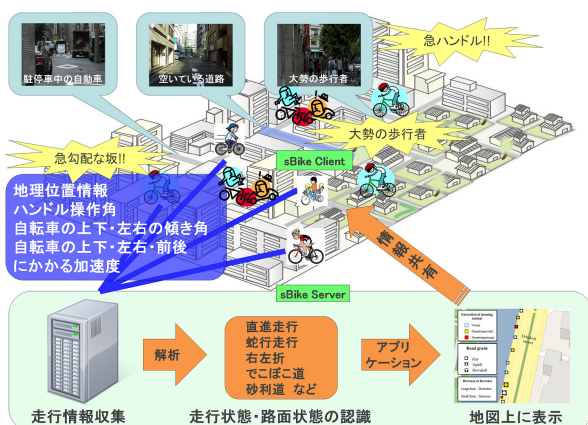 駐停車中の自動車
空いている道路
大勢の歩行者
急ハンドル!!
大勢の歩行者
急勾配な坂!!
sBike Client
地理位置情報
ハンドル操作角
自転車の上下・左右の傾き角
自転車の上下・左右・前後
にかかる加速度
情報共有
sBike Server
解析
直進走行
蛇行走行
右左折
でこぼこ道
砂利道 など
アプリ
ケーション
Road grade
走行情報収集
走行状態・路面状態の認識
地図上に表示